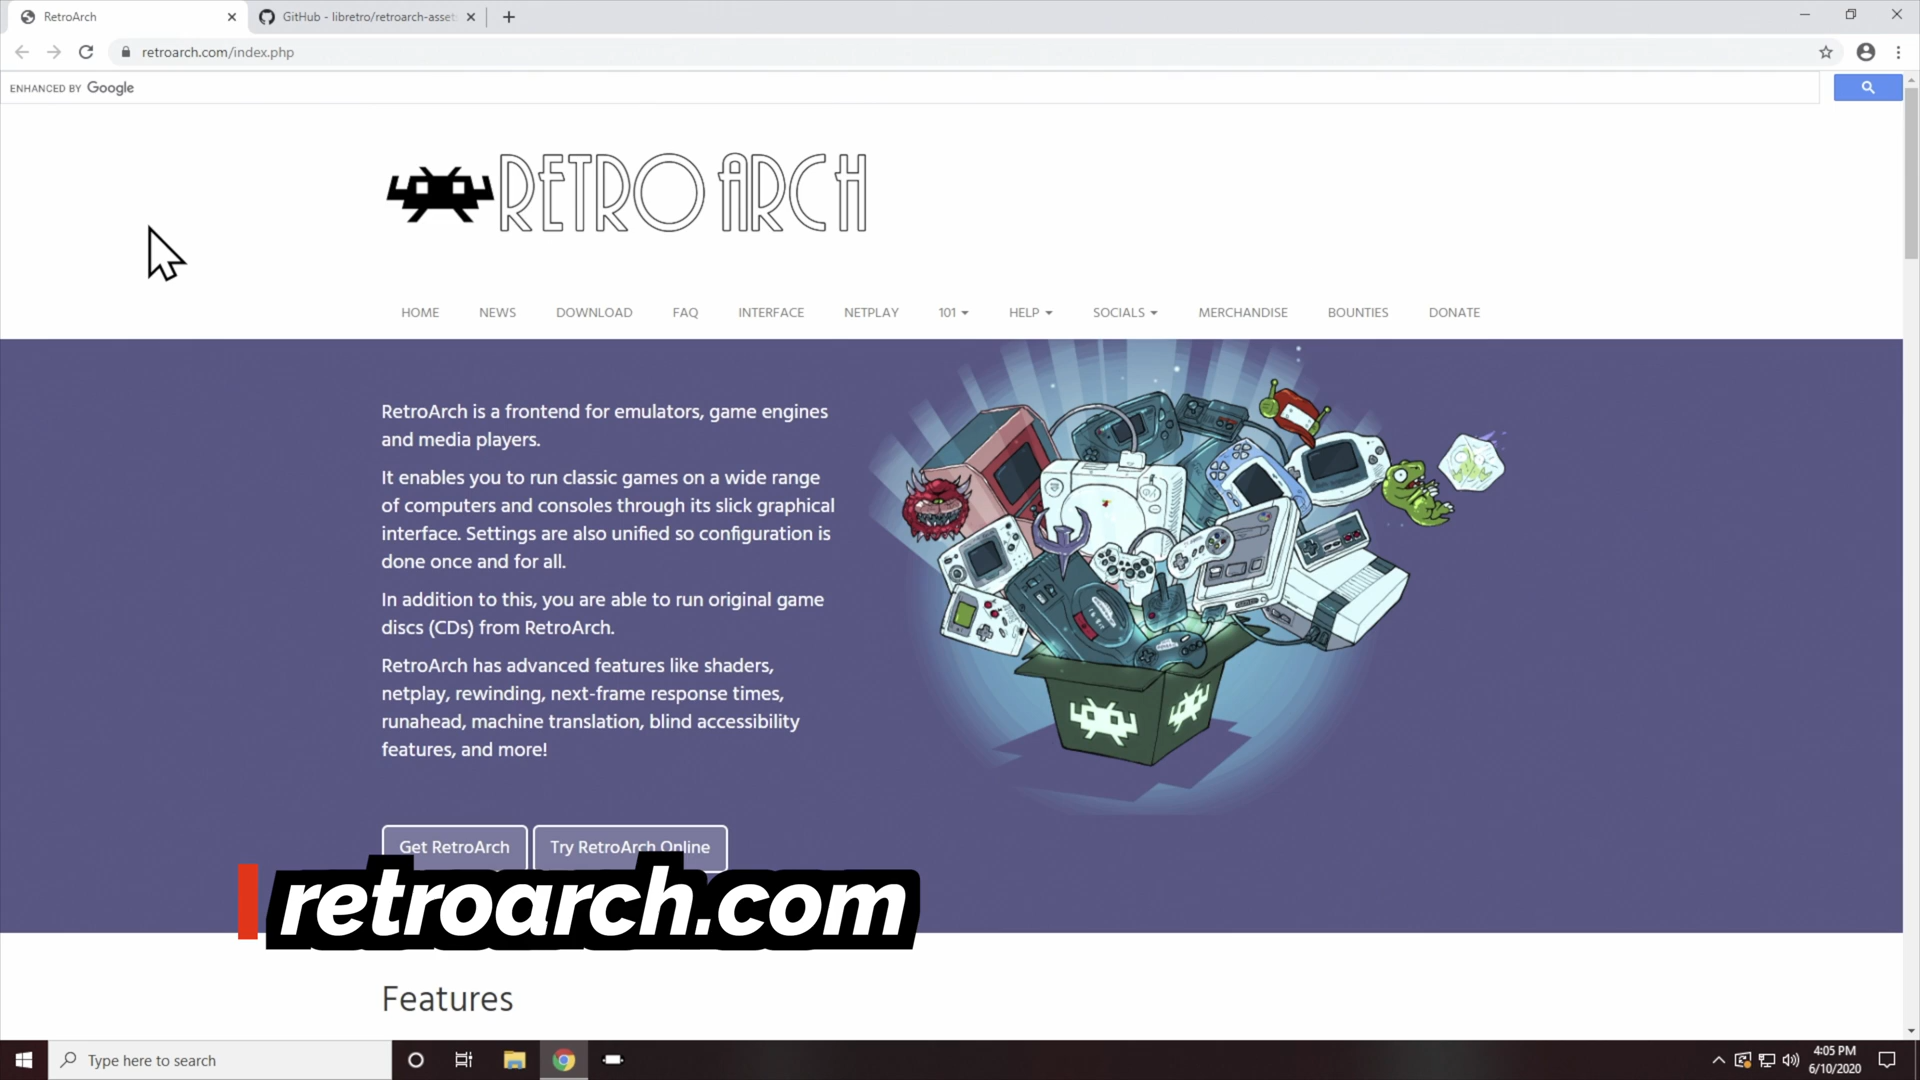 RetroArch
GitHub - libretro/retroarch-asset
retroarch.com/index.php
ENHANCED BY Google
RETROARCH
HOME
NEWS
DOWNLOAD
FAQ
INTERFACE
NETPLAY
101
HELP
SOCIALS
MERCHANDISE
BOUNTIES
DONATE
RetroArch is a frontend for emulators, game engines
and media players.
It enables you to run classic games on a wide range
of computers and consoles through its slick graphical
interface. Settings are also unified so configuration is
done once and for all.
In addition to this, you are able to run original game
discs (CDs) from RetroArch.
RetroArch has advanced features like shaders,
netplay, rewinding, next-frame response times,
runahead, machine translation, blind accessibility
features, and more!
Get RetroArch
Try RetroArch Online
retroarch.com
Features
Type here to search
4:05 PM
6/10/2020